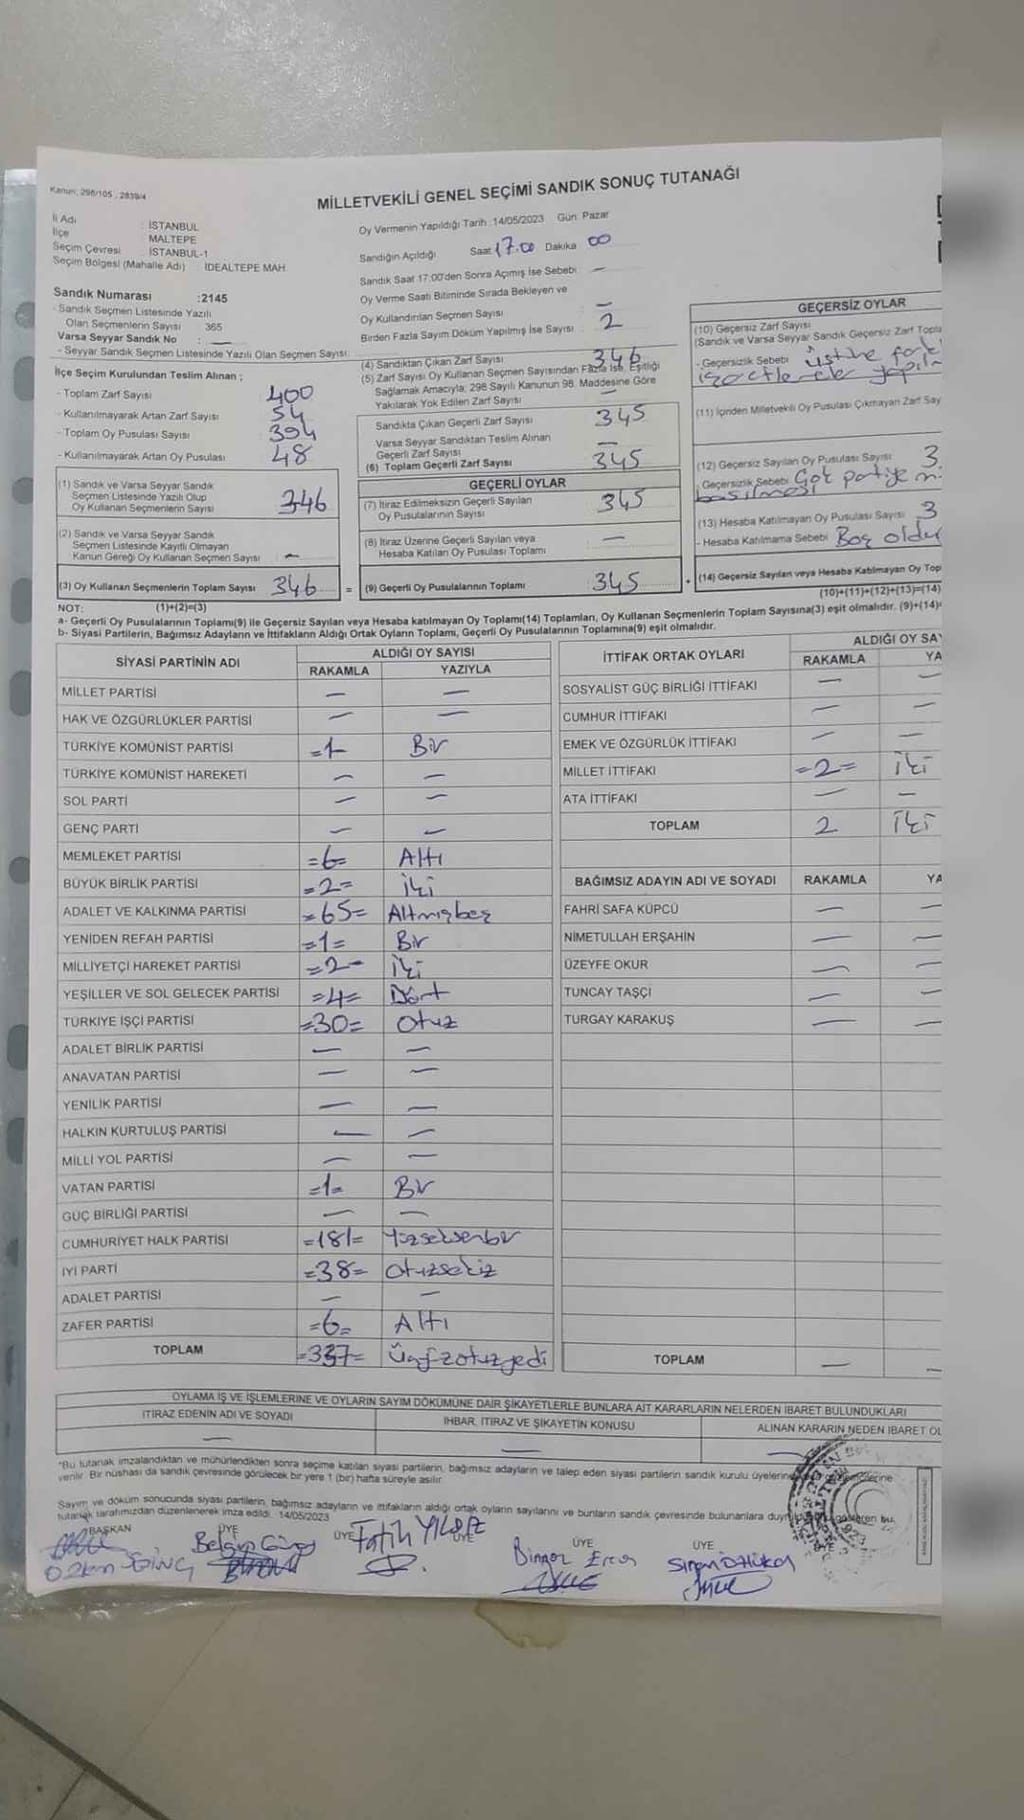 Kanun: 298/105 ; 2839/4
MİLLETVEKİLİ GENEL SEÇİMİ SANDIK SONUÇ TUTANAĞI
İl Adı : İSTANBUL
İlçe MALTEPE
Seçim Çevresi İSTANBUL-1
Seçim Bölgesi (Mahalle Adı) IDEALTEPE MAH
Sandık Numarası :2145
- Sandık Seçmen Listesinde Yazılı
Olan Seçmenlerin Sayısı 365
Varsa Seyyar Sandık No : —
- Seyyar Sandık Seçmen Listesinde Yazılı Olan Seçmen Sayısı:
Oy Vermenin Yapıldığı Tarih :14/05/2023 Gün Pazar
Sandığın Açıldığı Saat 17.00 Dakika 00
Sandık Saat 17:00'den Sonra Açımış İse Sebebi —
Oy Verme Saati Bitiminde Sırada Bekleyen ve
Oy Kullandırılan Seçmen Sayısı —
Birden Fazla Sayım Döküm Yapılmış İse Sayısı 2
İlçe Seçim Kurulundan Teslim Alınan ;
- Toplam Zarf Sayısı 400
- Kullanılmayarak Artan Zarf Sayısı 54
- Toplam Oy Pusulası Sayısı 394
- Kullanılmayarak Artan Oy Pusulası 48
(4) Sandıktan Çıkan Zarf Sayısı 346
(5) Zarf Sayısı Oy Kullanan Seçmen Sayısından Fazla İse, Eşitliği
Sağlamak Amacıyla, 298 Sayılı Kanunun 98. Maddesine Göre
Yakılarak Yok Edilen Zarf Sayısı —
Sandıkta Çıkan Geçerli Zarf Sayısı 345
Varsa Seyyar Sandıktan Teslim Alınan
Geçerli Zarf Sayısı —
(6) Toplam Geçerli Zarf Sayısı 345
GEÇERSİZ OYLAR
(10) Geçersiz Zarf Sayısı
(Sandık ve Varsa Seyyar Sandık Geçersiz Zarf Topla
- Geçersizlik Sebebi üstüne
(11) İçinden Milletvekili Oy Pusulası Çıkmayan Zarf Say
(12) Geçersiz Sayılan Oy Pusulası Sayısı 3
- Geçersizlik Sebebi Çok partiye m
basılması
(13) Hesaba Katılmayan Oy Pusulası Sayısı 3
- Hesaba Katılmama Sebebi Boş oldu
(14) Geçersiz Sayılan veya Hesaba Katılmayan Oy Top
(10)+(11)+(12)+(13)=(14)
(1) Sandık ve Varsa Seyyar Sandık
Seçmen Listesinde Yazılı Olup
Oy Kullanan Seçmenlerin Sayısı 346
(2) Sandık ve Varsa Seyyar Sandık
Seçmen Listesinde Kayıtlı Olmayan
Kanun Gereği Oy Kullanan Seçmen Sayısı —
(3) Oy Kullanan Seçmenlerin Toplam Sayısı 346 =
GEÇERLİ OYLAR
(7) İtiraz Edilmeksizin Geçerli Sayılan
Oy Pusulalarının Sayısı 345
(8) İtiraz Üzerine Geçerli Sayılan veya
Hesaba Katılan Oy Pusulası Toplamı —
(9) Geçerli Oy Pusulalarının Toplamı 345 +
NOT: (1)+(2)=(3)
a- Geçerli Oy Pusulalarının Toplamı(9) ile Geçersiz Sayılan veya Hesaba katılmayan Oy Toplamı(14) Toplamları, Oy Kullanan Seçmenlerin Toplam Sayısına(3) eşit olmalıdır. (9)+(14)=
b- Siyasi Partilerin, Bağımsız Adayların ve İttifakların Aldığı Ortak Oyların Toplamı, Geçerli Oy Pusulalarının Toplamına(9) eşit olmalıdır.
SİYASİ PARTİNİN ADI ALDIĞI OY SAYISI
RAKAMLA YAZIYLA
MİLLET PARTİSİ — —
HAK VE ÖZGÜRLÜKLER PARTİSİ — —
TÜRKİYE KOMÜNİST PARTİSİ =1- Bir
TÜRKİYE KOMÜNİST HAREKETİ — —
SOL PARTİ — —
GENÇ PARTİ — —
MEMLEKET PARTİSİ =6= Altı
BÜYÜK BİRLİK PARTİSİ =2= iki
ADALET VE KALKINMA PARTİSİ =65= Altmışbeş
YENİDEN REFAH PARTİSİ =1= Bir
MİLLİYETÇİ HAREKET PARTİSİ =2- iki
YEŞİLLER VE SOL GELECEK PARTİSİ =4= Dört
TÜRKİYE İŞÇİ PARTİSİ =30= Otuz
ADALET BİRLİK PARTİSİ — —
ANAVATAN PARTİSİ — —
YENİLİK PARTİSİ — —
HALKIN KURTULUŞ PARTİSİ — —
MİLLİ YOL PARTİSİ — —
VATAN PARTİSİ =1= Bir
GÜÇ BİRLİĞİ PARTİSİ — —
CUMHURİYET HALK PARTİSİ =181= Yüzseksenbir
İYİ PARTİ =38= Otuzsekiz
ADALET PARTİSİ — —
ZAFER PARTİSİ =6= Altı
TOPLAM =337= Üçyüzotuzyedi
İTTİFAK ORTAK OYLARI ALDIĞI OY SAY
RAKAMLA YA
SOSYALİST GÜÇ BİRLİĞİ İTTİFAKI — —
CUMHUR İTTİFAKI — —
EMEK VE ÖZGÜRLÜK İTTİFAKI — —
MİLLET İTTİFAKI =2= iki
ATA İTTİFAKI — —
TOPLAM 2 iki
BAĞIMSIZ ADAYIN ADI VE SOYADI RAKAMLA YA
FAHRİ SAFA KÜPCÜ — —
NİMETULLAH ERŞAHİN — —
ÜZEYFE OKUR — —
TUNCAY TAŞÇİ — —
TURGAY KARAKUŞ — —
TOPLAM — —
OYLAMA İŞ VE İŞLEMLERİNE VE OYLARIN SAYIM DÖKÜMÜNE DAİR ŞİKAYETLERLE BUNLARA AİT KARARLARIN NELERDEN İBARET BULUNDUKLARI
İTİRAZ EDENİN ADI VE SOYADI İHBAR, İTİRAZ VE ŞİKAYETİN KONUSU ALINAN KARARIN NEDEN İBARET OL
— — —
*Bu tutanak imzalandıktan ve mühürlendikten sonra seçime katılan siyasi partilerin, bağımsız adayların ve talep eden siyasi partilerin sandık kurulu üyelerine
verilir. Bir nüshası da sandık çevresinde görülecek bir yere 1 (bir) hafta süreyle asılır.
Sayım ve döküm sonucunda siyasi partilerin, bağımsız adayların ve ittifakların aldığı ortak oyların sayılarını ve bunların sandık çevresinde bulunanlara
tutanak tarafımızdan düzenlenerek imza edildi. 14/05/2023
BAŞKAN ÜYE ÜYE ÜYE ÜYE
Fatih Sinan